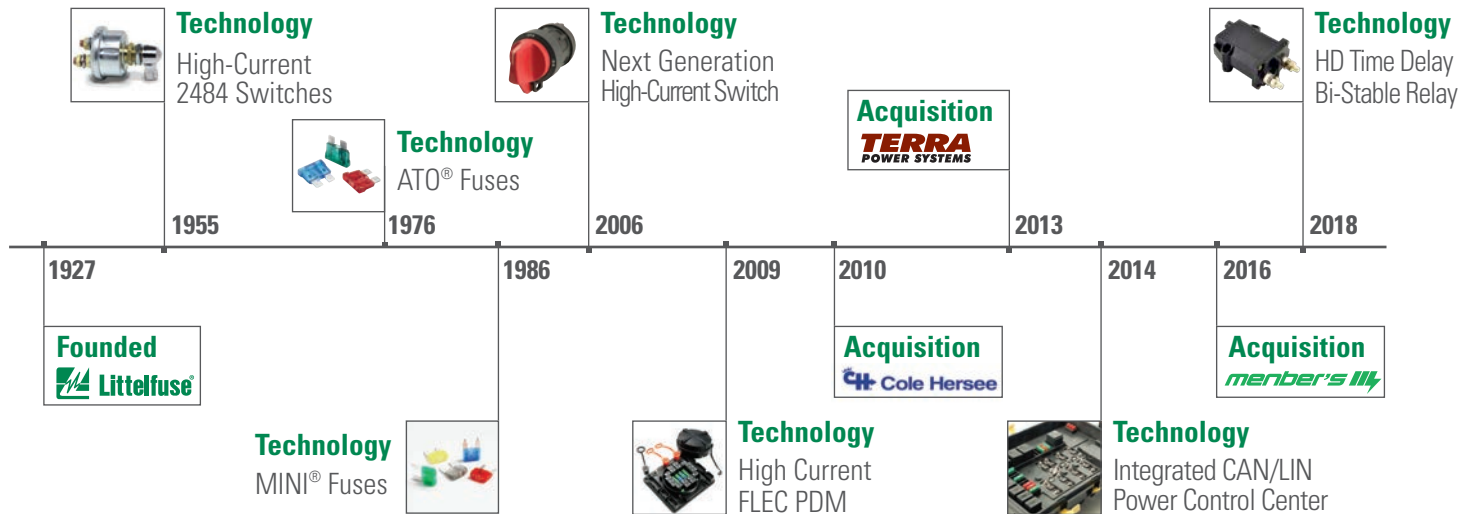 Technology
High-Current
2484 Switches
Technology
Next Generation
High-Current Switch
Technology
HD Time Delay
Bi-Stable Relay
Technology
ATO® Fuses
Acquisition
TERRA
POWER SYSTEMS
1955
1976
2006
2013
2018
1927
1986
2009
2010
2014
2016
Founded
Littelfuse®
Acquisition
CH Cole Hersee
Acquisition
menber's
Technology
MINI® Fuses
Technology
High Current
FLEC PDM
Technology
Integrated CAN/LIN
Power Control Center